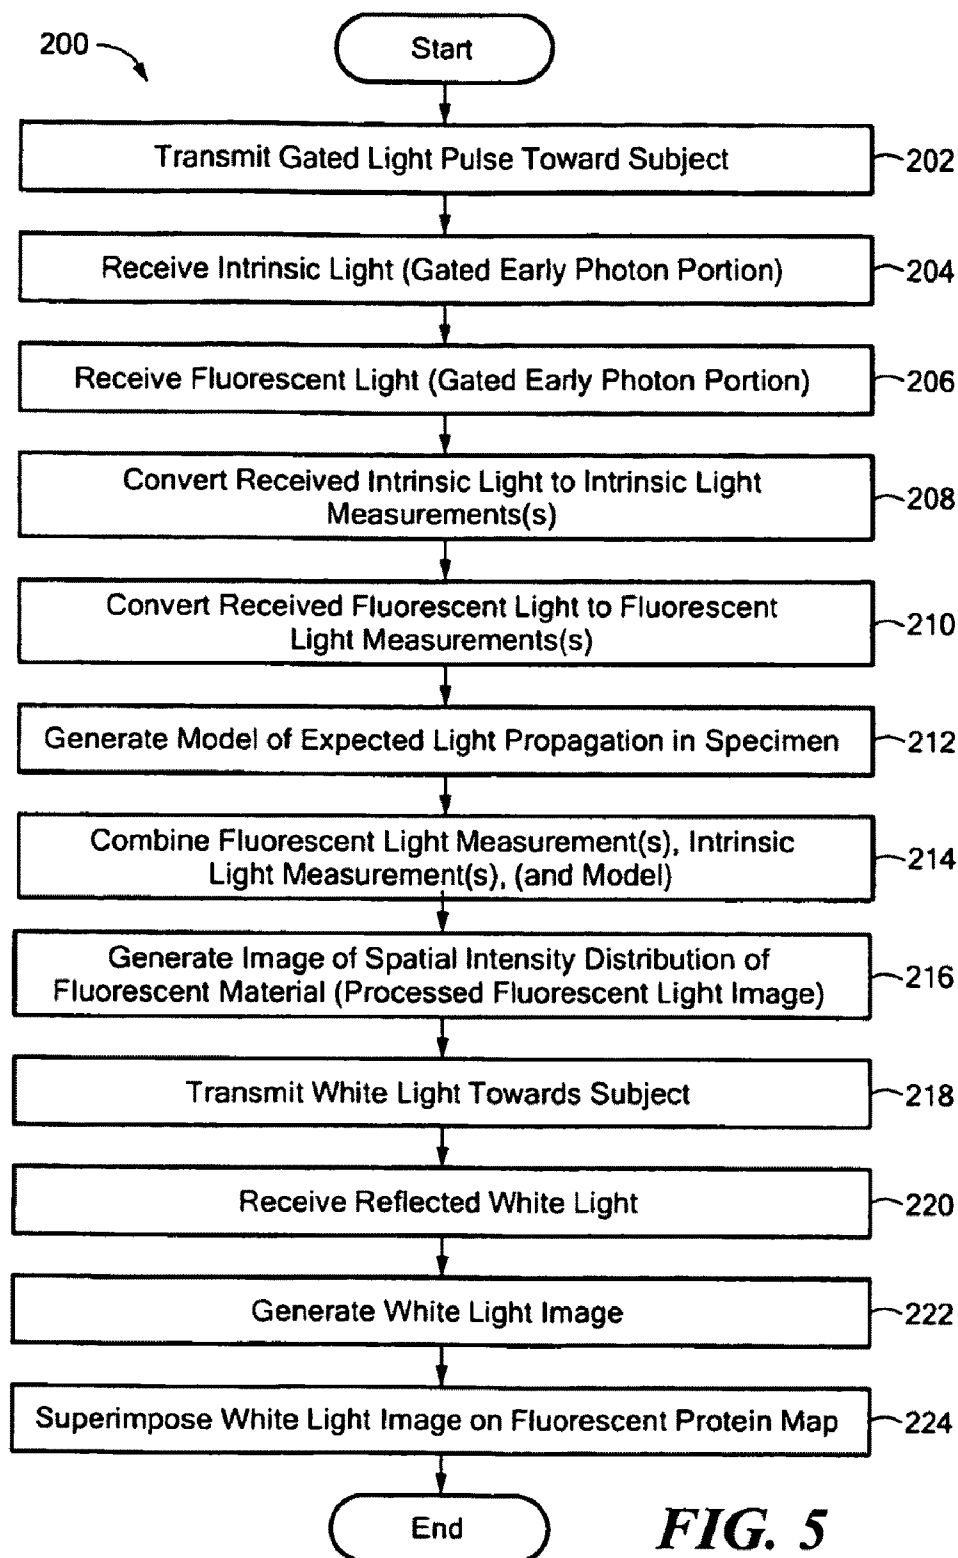 200
Start
Transmit Gated Light Pulse Toward Subject
202
Receive Intrinsic Light (Gated Early Photon Portion)
204
Receive Fluorescent Light (Gated Early Photon Portion)
206
Convert Received Intrinsic Light to Intrinsic Light
Measurements(s)
208
Convert Received Fluorescent Light to Fluorescent
Light Measurements(s)
210
Generate Model of Expected Light Propagation in Specimen
212
Combine Fluorescent Light Measurement(s), Intrinsic
Light Measurement(s), (and Model)
214
Generate Image of Spatial Intensity Distribution of
Fluorescent Material (Processed Fluorescent Light Image)
216
Transmit White Light Towards Subject
218
Receive Reflected White Light
220
Generate White Light Image
222
Superimpose White Light Image on Fluorescent Protein Map
224
End
FIG. 5